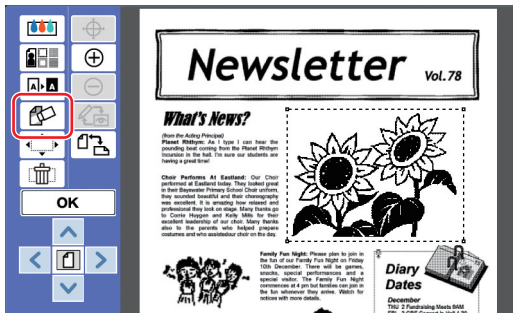 A A
OK
Newsletter
Vol. 78
What's News?
(from the Acting Principal)
Planet Rhthym: As I type I can hear the
pounding beat coming from the Planet Rhthym
incursion in the hall. I'm sure our students are
having a great time!
Choir Performs At Eastland: Our Choir
performed at Eastland today. They looked great
in their Bayswater Primary School Choir uniform,
they sounded beautiful and their choreography
was excellent. It is amazing how relaxed and
professional they look on stage. Many thanks go
to Corrie Huygen and Kelly Mills for their
excellent leadership of our choir. Many thanks
also to the parents who helped prepare
costumes and who assistedour choir on the day.
Family Fun Night: Please plan to join in
the fun of our Family Fun Night on Friday
10th December. There will be games,
snacks, special performances and a
special visitor. The Family Fun Night
commences at 4 pm but families can join in
the fun whenever they arrive. Watch for
notices with more details.
Diary
Dates
December
THU 2 Fundraising Meets 9AM